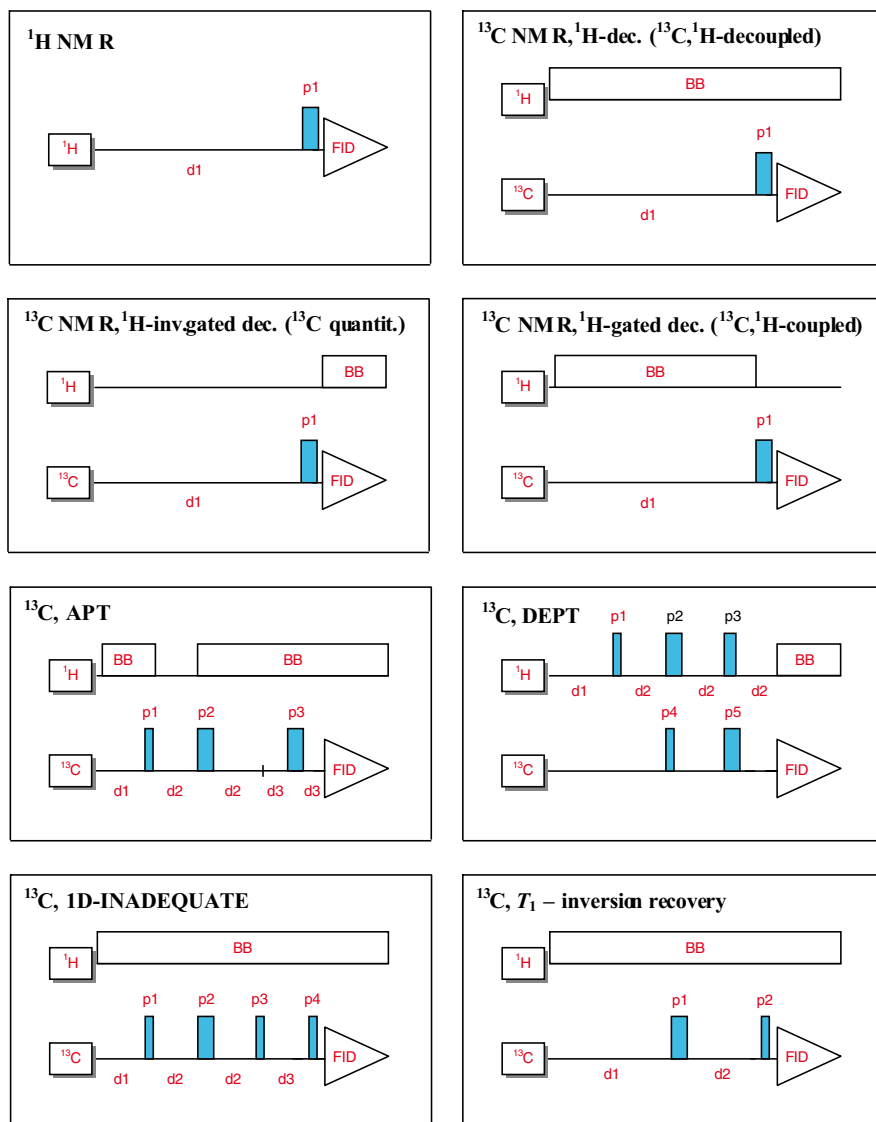 ¹H NMR
p1
¹H
FID
d1
¹³C NMR,¹H-dec. (¹³C,¹H-decoupled)
BB
¹H
p1
¹³C
FID
d1
¹³C NMR,¹H-inv.gated dec. (¹³C quantit.)
¹H
BB
p1
¹³C
FID
d1
¹³C NMR,¹H-gated dec. (¹³C,¹H-coupled)
BB
¹H
p1
¹³C
FID
d1
¹³C, APT
BB BB
¹H
p1 p2 p3
¹³C
FID
d1 d2 d2 d3 d3
¹³C, DEPT
p1 p2 p3
¹H
BB
d1 d2 d2 d2
p4 p5
¹³C
FID
¹³C, 1D-INADEQUATE
BB
¹H
p1 p2 p3 p4
¹³C
FID
d1 d2 d2 d3
¹³C, T₁ – inversion recovery
BB
¹H
p1 p2
¹³C
FID
d1 d2